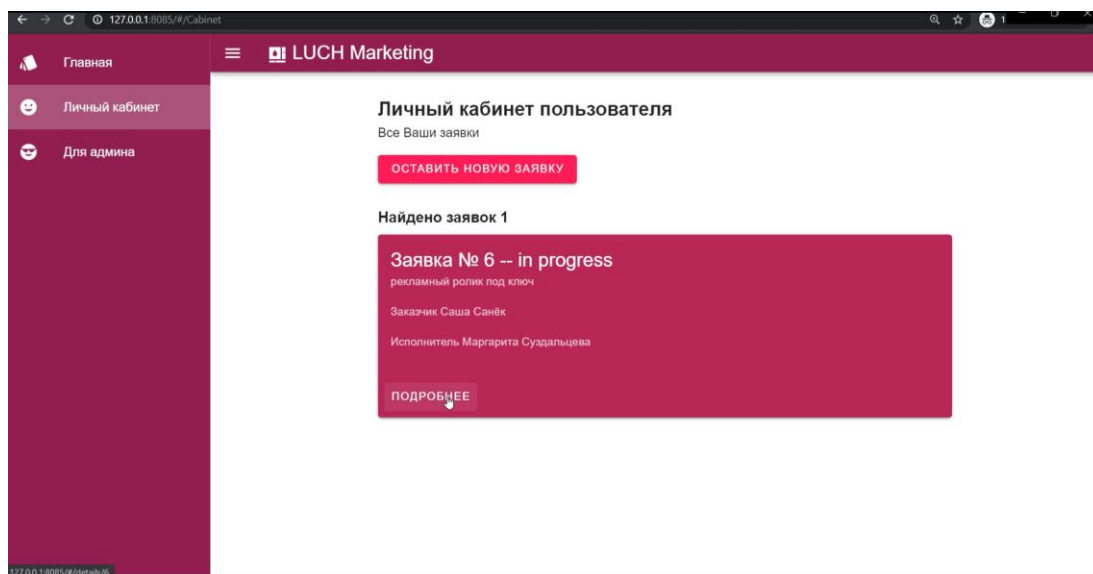 127.0.0.1:8085/#/Cabinet
1
Главная
LUCH Marketing
Личный кабинет
Для админа
Личный кабинет пользователя
Все Ваши заявки
ОСТАВИТЬ НОВУЮ ЗАЯВКУ
Найдено заявок 1
Заявка № 6 -- in progress
рекламный ролик под ключ
Заказчик Саша Санёк
Исполнитель Маргарита Суздальцева
ПОДРОБНЕЕ
127.0.0.1:8085/#/details/6